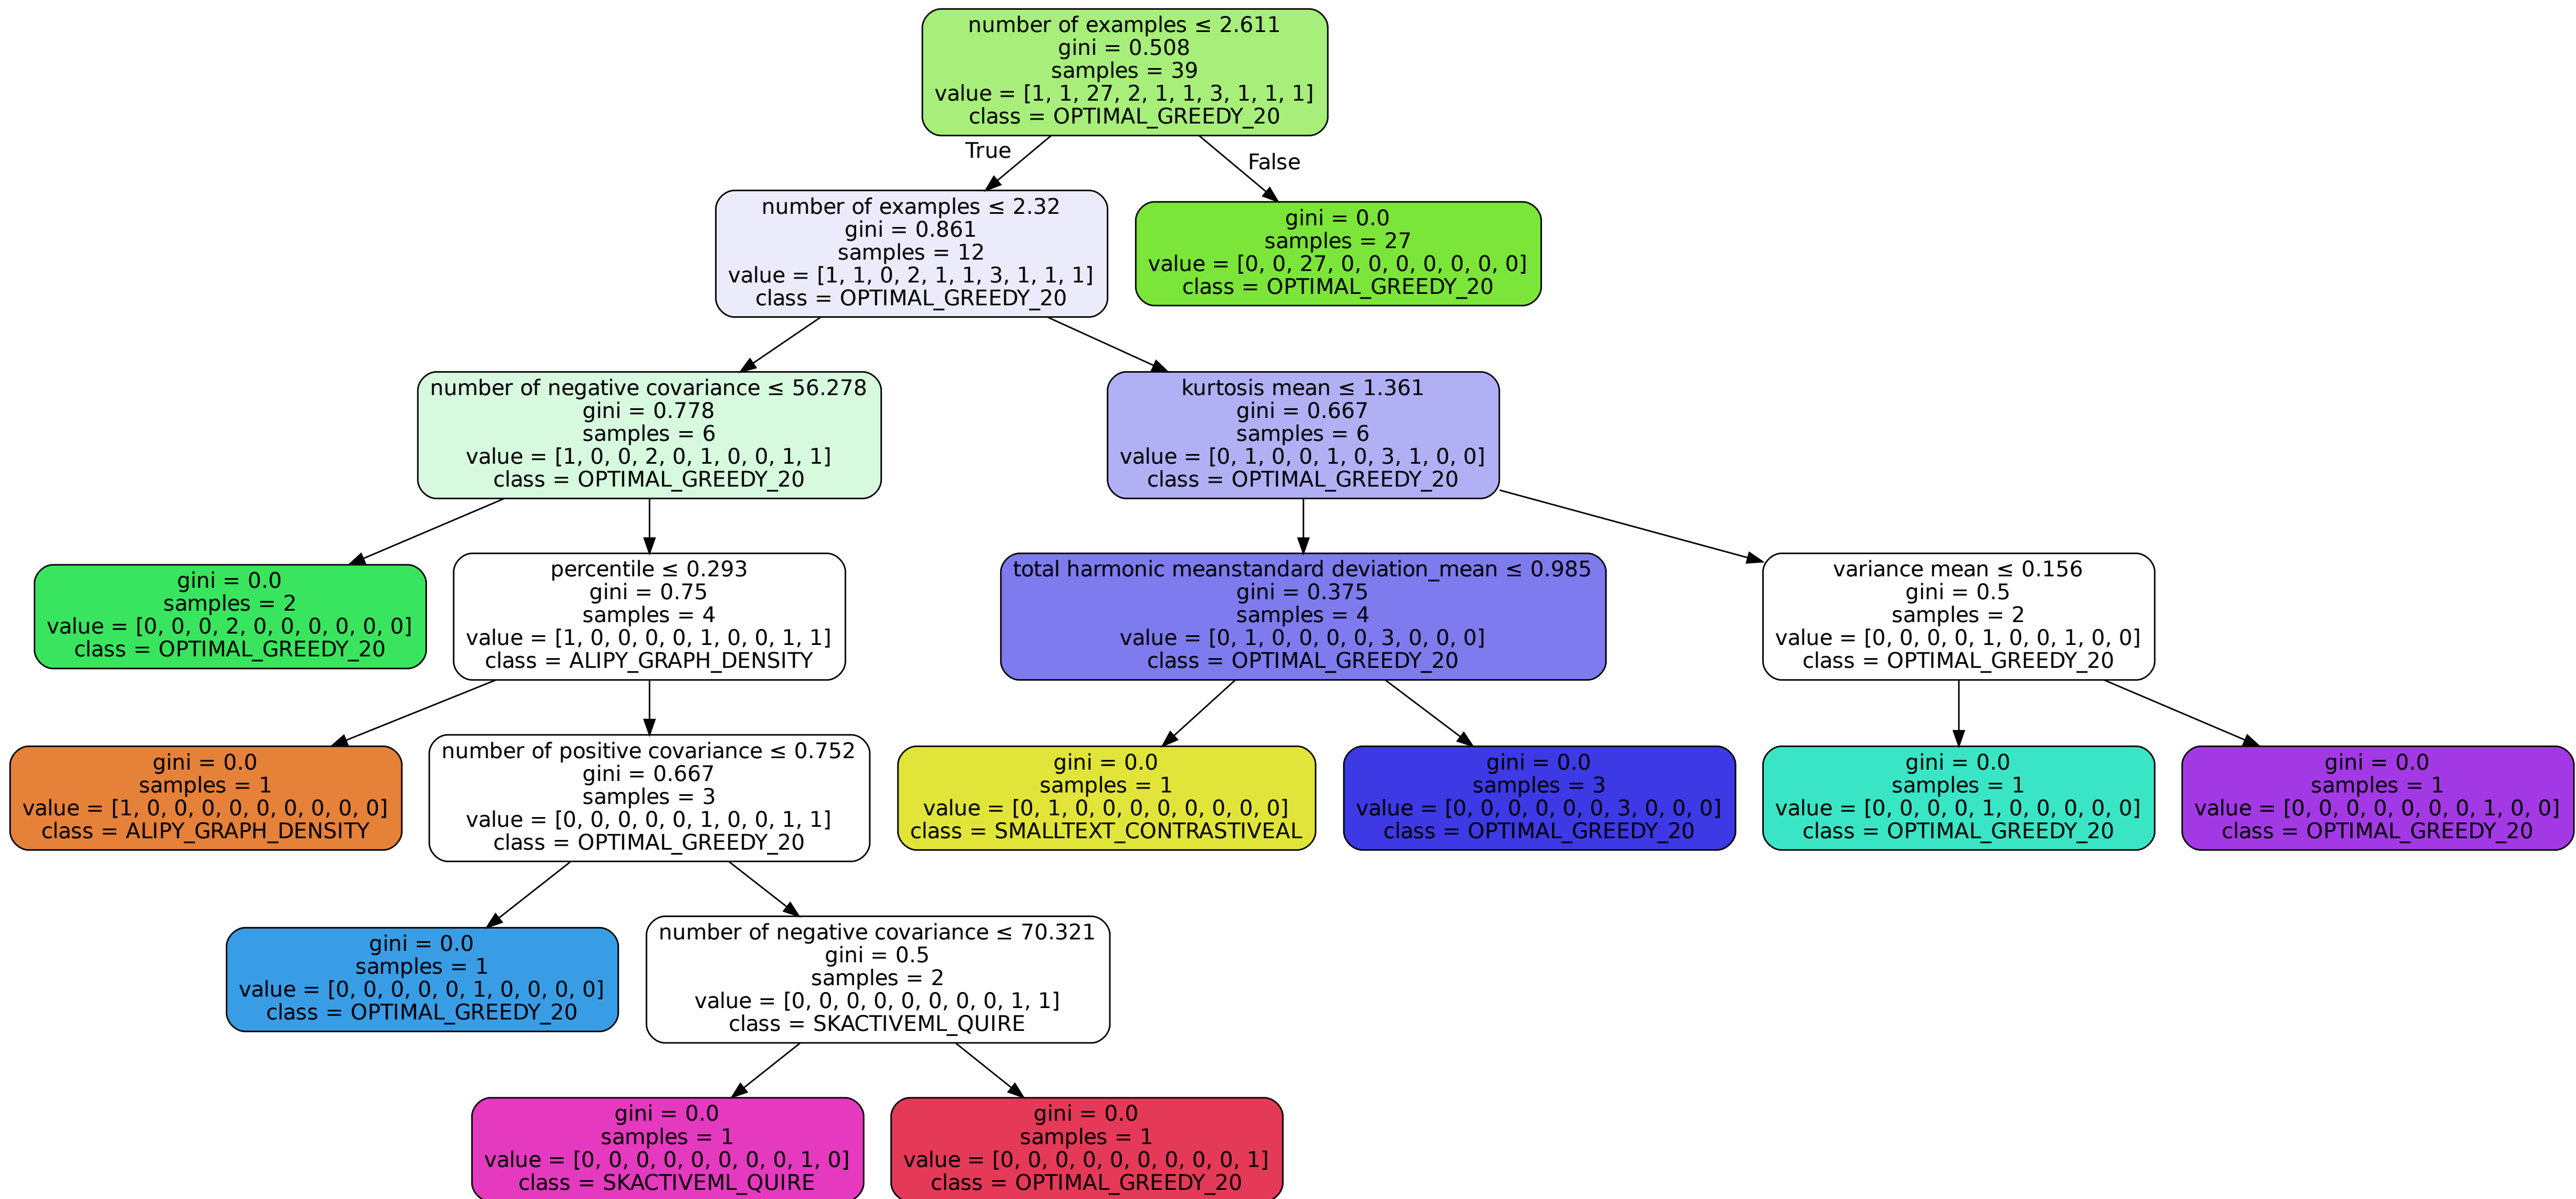 number of examples ≤ 2.611
gini = 0.508
samples = 39
value = [1, 1, 27, 2, 1, 1, 3, 1, 1, 1]
class = OPTIMAL_GREEDY_20
True
False
number of examples ≤ 2.32
gini = 0.861
samples = 12
value = [1, 1, 0, 2, 1, 1, 3, 1, 1, 1]
class = OPTIMAL_GREEDY_20
gini = 0.0
samples = 27
value = [0, 0, 27, 0, 0, 0, 0, 0, 0, 0]
class = OPTIMAL_GREEDY_20
number of negative covariance ≤ 56.278
gini = 0.778
samples = 6
value = [1, 0, 0, 2, 0, 1, 0, 0, 1, 1]
class = OPTIMAL_GREEDY_20
kurtosis mean ≤ 1.361
gini = 0.667
samples = 6
value = [0, 1, 0, 0, 1, 0, 3, 1, 0, 0]
class = OPTIMAL_GREEDY_20
gini = 0.0
samples = 2
value = [0, 0, 0, 2, 0, 0, 0, 0, 0, 0]
class = OPTIMAL_GREEDY_20
percentile ≤ 0.293
gini = 0.75
samples = 4
value = [1, 0, 0, 0, 0, 1, 0, 0, 1, 1]
class = ALIPY_GRAPH_DENSITY
total harmonic meanstandard deviation_mean ≤ 0.985
gini = 0.375
samples = 4
value = [0, 1, 0, 0, 0, 0, 3, 0, 0, 0]
class = OPTIMAL_GREEDY_20
variance mean ≤ 0.156
gini = 0.5
samples = 2
value = [0, 0, 0, 0, 1, 0, 0, 1, 0, 0]
class = OPTIMAL_GREEDY_20
gini = 0.0
samples = 1
value = [1, 0, 0, 0, 0, 0, 0, 0, 0, 0]
class = ALIPY_GRAPH_DENSITY
number of positive covariance ≤ 0.752
gini = 0.667
samples = 3
value = [0, 0, 0, 0, 0, 1, 0, 0, 1, 1]
class = OPTIMAL_GREEDY_20
gini = 0.0
samples = 1
value = [0, 1, 0, 0, 0, 0, 0, 0, 0, 0]
class = SMALLTEXT_CONTRASTIVEAL
gini = 0.0
samples = 3
value = [0, 0, 0, 0, 0, 0, 3, 0, 0, 0]
class = OPTIMAL_GREEDY_20
gini = 0.0
samples = 1
value = [0, 0, 0, 0, 1, 0, 0, 0, 0, 0]
class = OPTIMAL_GREEDY_20
gini = 0.0
samples = 1
value = [0, 0, 0, 0, 0, 0, 0, 1, 0, 0]
class = OPTIMAL_GREEDY_20
gini = 0.0
samples = 1
value = [0, 0, 0, 0, 0, 1, 0, 0, 0, 0]
class = OPTIMAL_GREEDY_20
number of negative covariance ≤ 70.321
gini = 0.5
samples = 2
value = [0, 0, 0, 0, 0, 0, 0, 0, 1, 1]
class = SKACTIVEML_QUIRE
gini = 0.0
samples = 1
value = [0, 0, 0, 0, 0, 0, 0, 0, 1, 0]
class = SKACTIVEML_QUIRE
gini = 0.0
samples = 1
value = [0, 0, 0, 0, 0, 0, 0, 0, 0, 1]
class = OPTIMAL_GREEDY_20